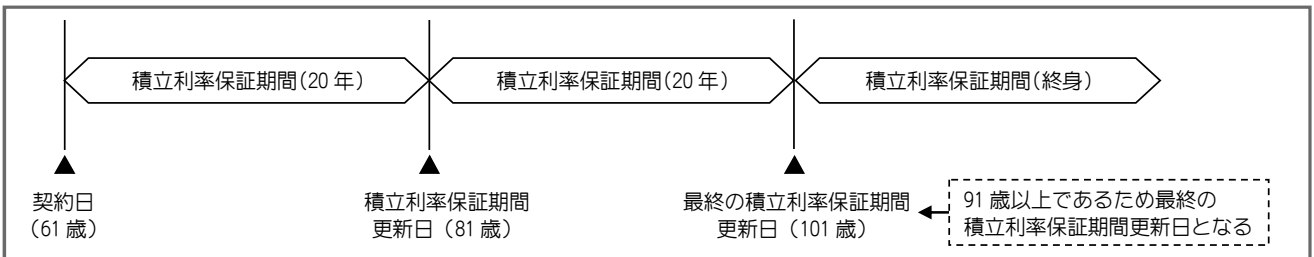 積立利率保証期間(20 年)
積立利率保証期間(20 年)
積立利率保証期間(終身)
契約日
（61 歳）
積立利率保証期間
更新日（81 歳）
最終の積立利率保証期間
更新日（101 歳）
91 歳以上であるため最終の
積立利率保証期間更新日となる